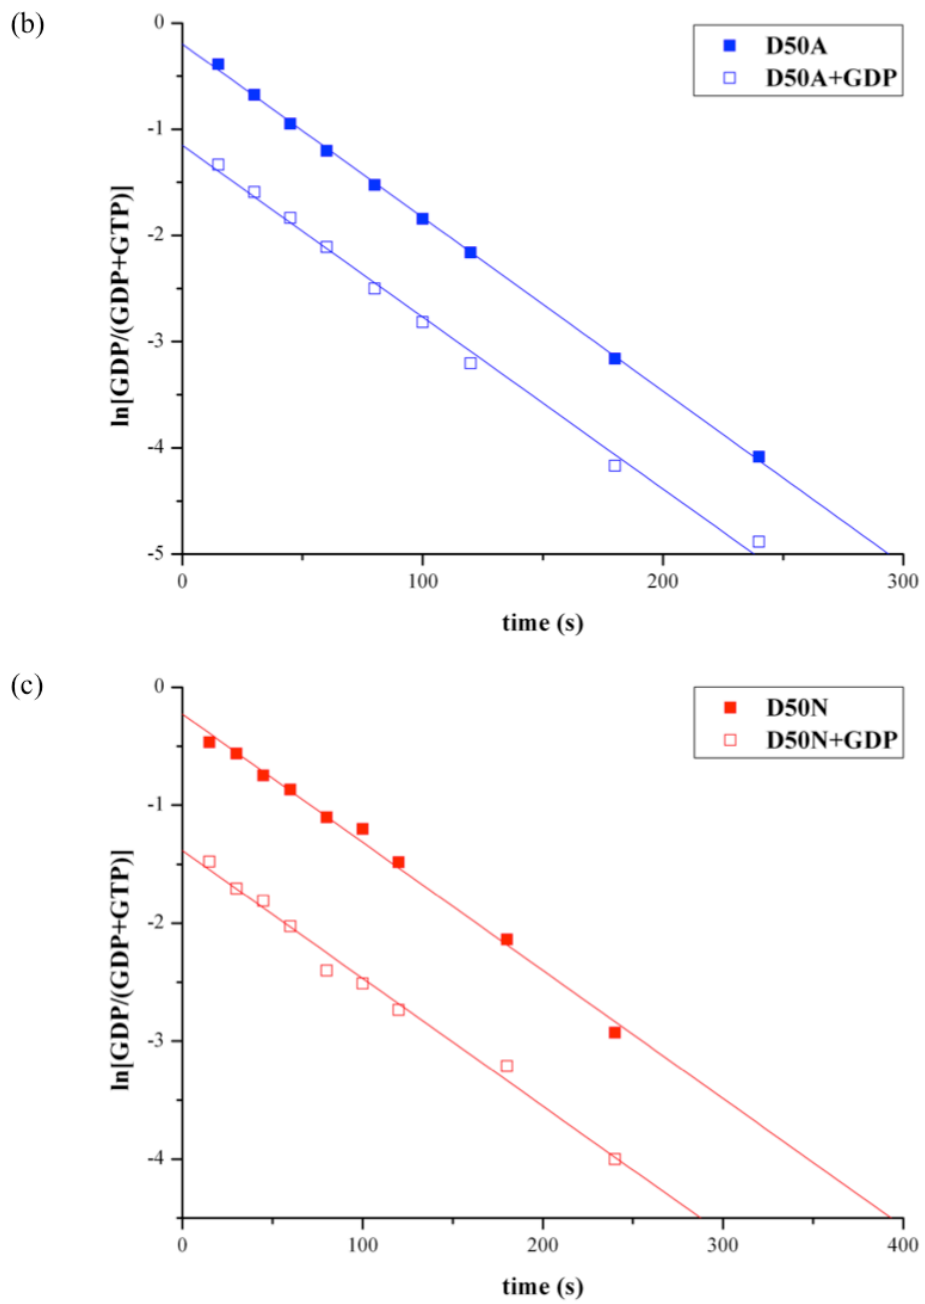 (b)
0
-1
-2
-3
-4
-5
ln[GDP/(GDP+GTP)]
D50A
D50A+GDP
0
100
200
300
time (s)
(c)
0
-1
-2
-3
-4
ln[GDP/(GDP+GTP)]
D50N
D50N+GDP
0
100
200
300
400
time (s)